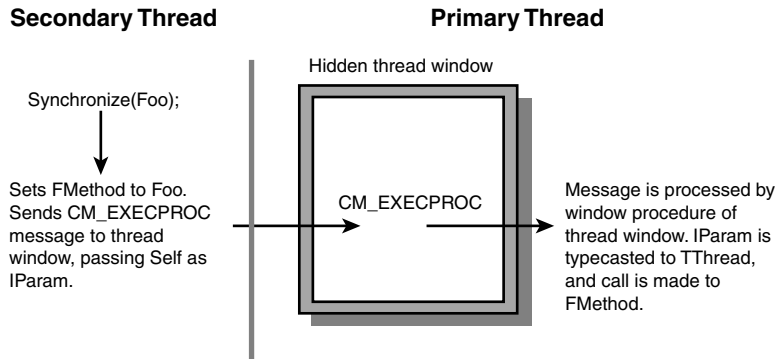 Secondary Thread
Primary Thread
Hidden thread window
Synchronize(Foo);
Sets FMethod to Foo.
Sends CM_EXECPROC
message to thread
window, passing Self as
lParam.
CM_EXECPROC
Message is processed by
window procedure of
thread window. lParam is
typecasted to TThread,
and call is made to
FMethod.